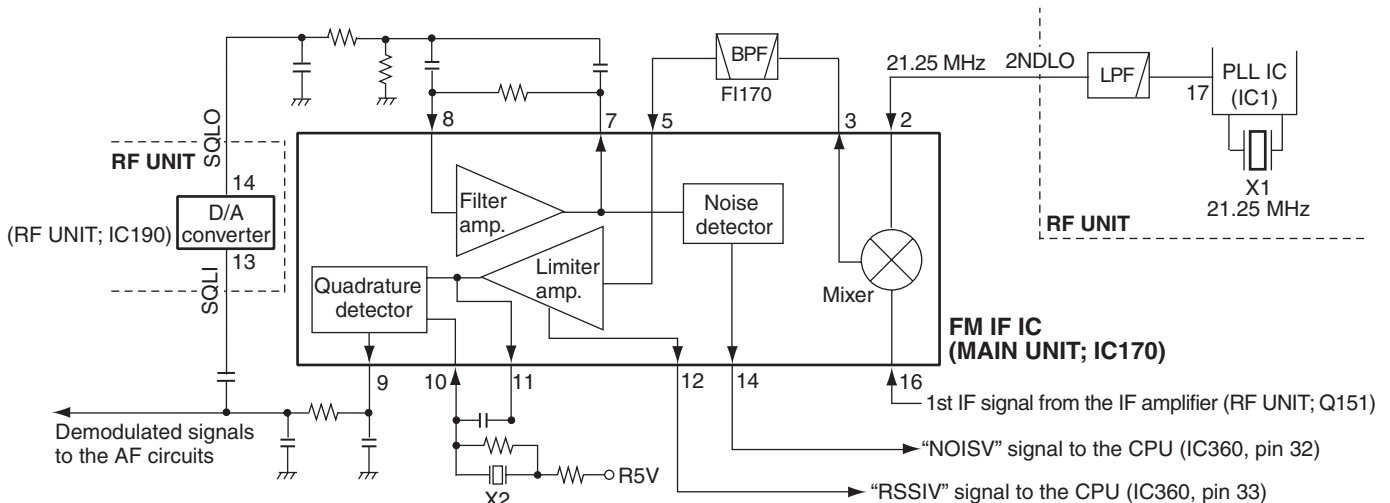 BPF
FI170
21.25 MHz
2NDLO
LPF
17
PLL IC
(IC1)
X1
21.25 MHz
RF UNIT
SQLO
RF UNIT
14
D/A
converter
(RF UNIT; IC190)
13
SQLI
8
7
5
3
2
Filter
amp.
Noise
detector
Limiter
amp.
Quadrature
detector
Mixer
FM IF IC
(MAIN UNIT; IC170)
9
10
11
12
14
16
1st IF signal from the IF amplifier (RF UNIT; Q151)
Demodulated signals
to the AF circuits
X2
R5V
“NOISV” signal to the CPU (IC360, pin 32)
“RSSIV” signal to the CPU (IC360, pin 33)